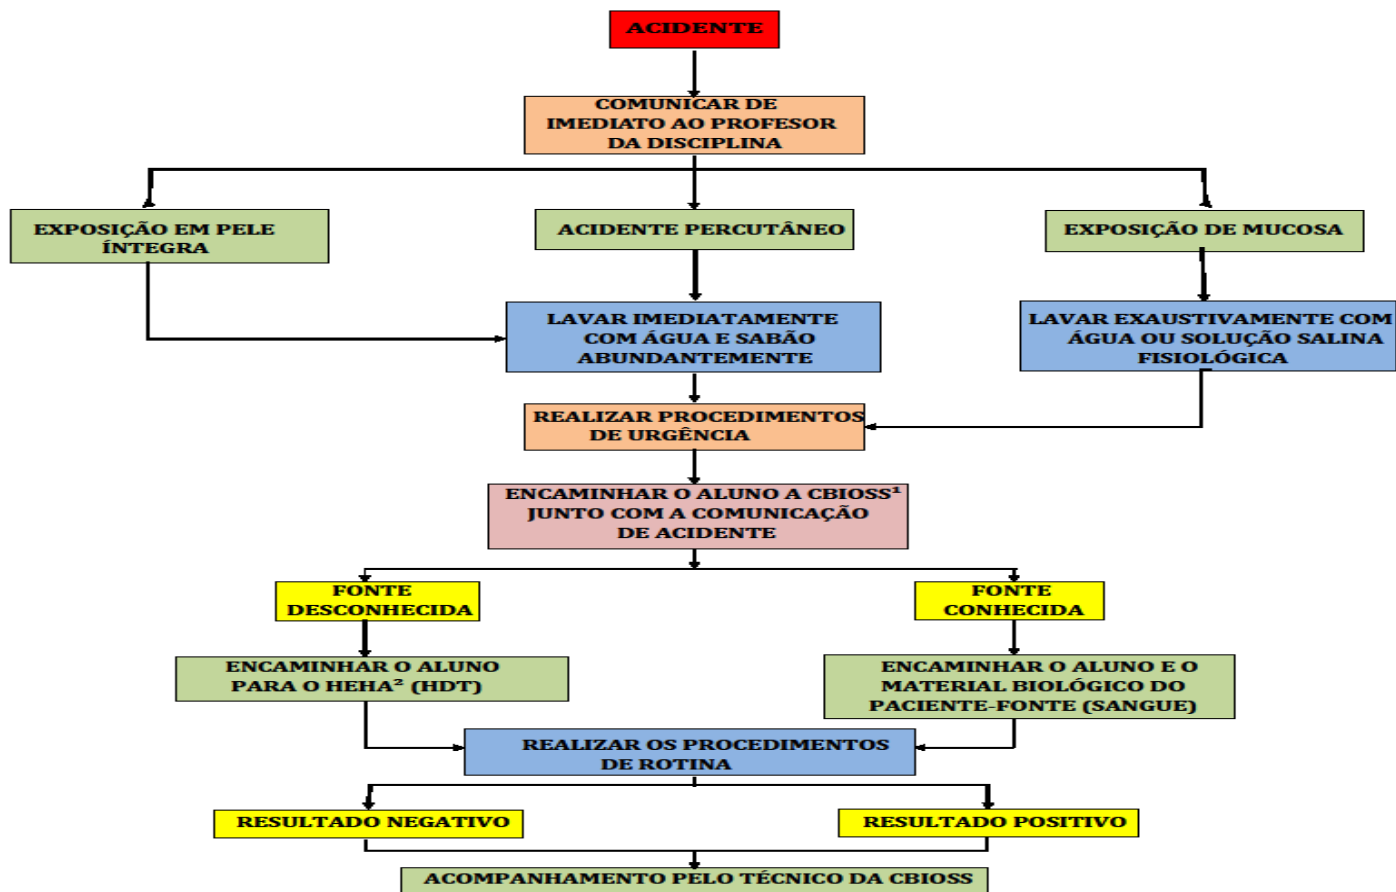 ACIDENTE
COMUNICAR DE
IMEDIATO AO PROFESOR
DA DISCIPLINA
EXPOSIÇÃO EM PELE
ÍNTEGRA
ACIDENTE PERCUTÂNEO
EXPOSIÇÃO DE MUCOSA
LAVAR IMEDIATAMENTE
COM ÁGUA E SABÃO
ABUNDANTEMENTE
LAVAR EXAUSTIVAMENTE COM
ÁGUA OU SOLUÇÃO SALINA
FISIOLÓGICA
REALIZAR PROCEDIMENTOS
DE URGÊNCIA
ENCAMINHAR O ALUNO A CBIOSS¹
JUNTO COM A COMUNICAÇÃO
DE ACIDENTE
FONTE
DESCONHECIDA
FONTE
CONHECIDA
ENCAMINHAR O ALUNO
PARA O HEHA² (HDT)
ENCAMINHAR O ALUNO E O
MATERIAL BIOLÓGICO DO
PACIENTE-FONTE (SANGUE)
REALIZAR OS PROCEDIMENTOS
DE ROTINA
RESULTADO NEGATIVO
RESULTADO POSITIVO
ACOMPANHAMENTO PELO TÉCNICO DA CBIOSS